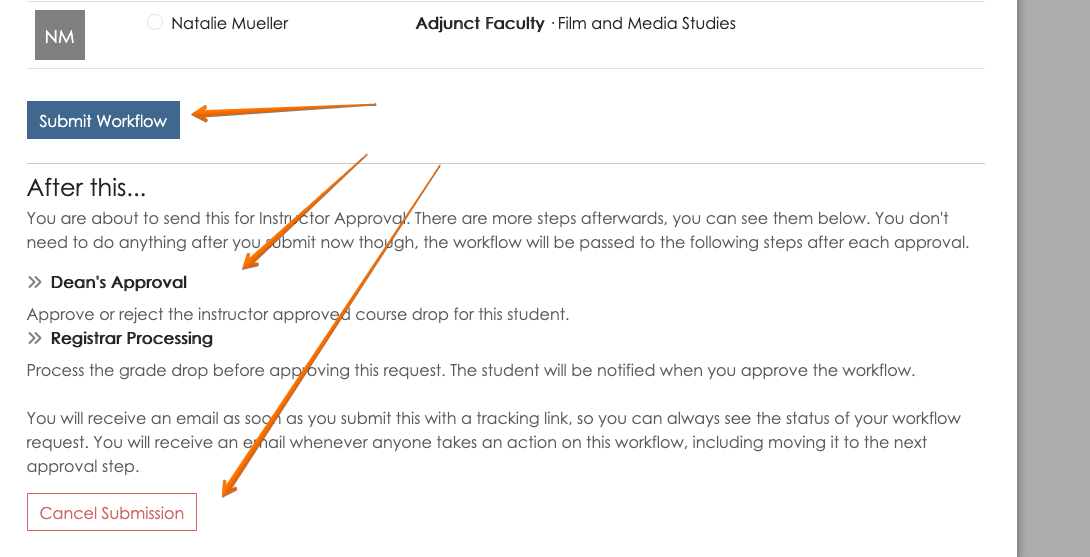 NM Natalie Mueller Adjunct Faculty · Film and Media Studies
Submit Workflow
After this...
You are about to send this for Instructor Approval. There are more steps afterwards, you can see them below. You don't
need to do anything after you submit now though, the workflow will be passed to the following steps after each approval.
» Dean's Approval
Approve or reject the instructor approved course drop for this student.
» Registrar Processing
Process the grade drop before approving this request. The student will be notified when you approve the workflow.
You will receive an email as soon as you submit this with a tracking link, so you can always see the status of your workflow
request. You will receive an email whenever anyone takes an action on this workflow, including moving it to the next
approval step.
Cancel Submission